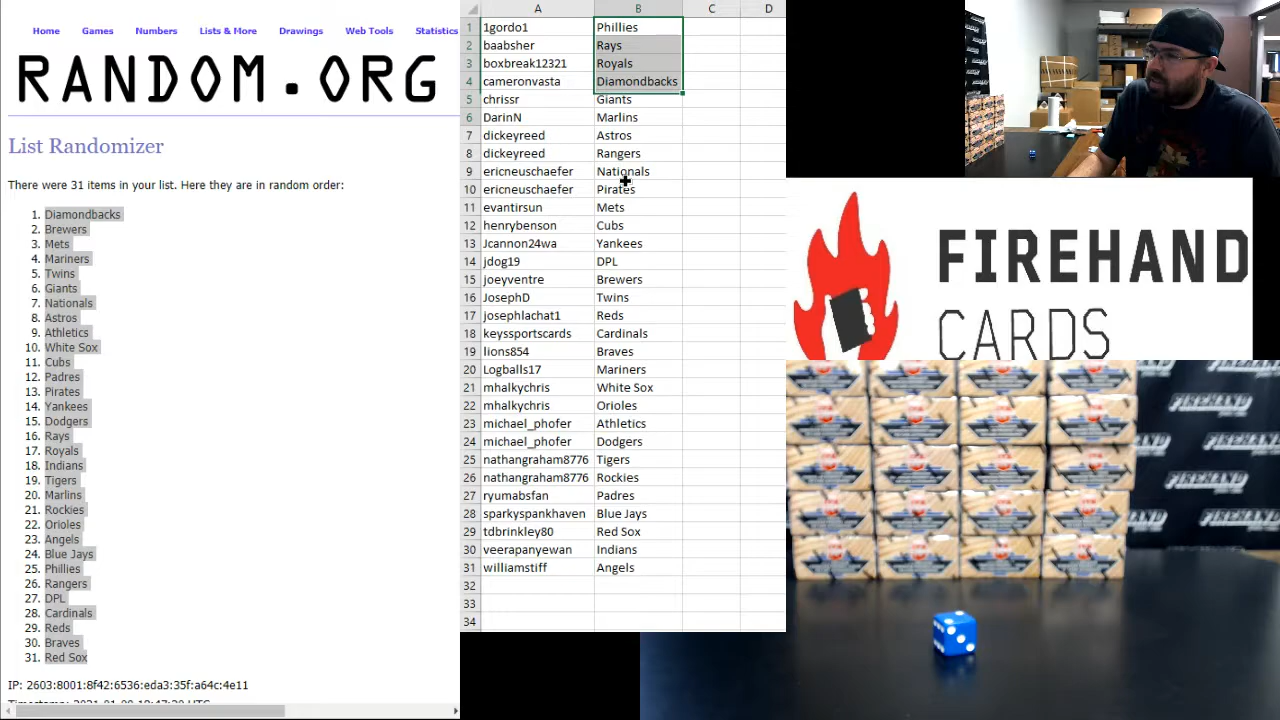 Home Games Numbers Lists & More Drawings Web Tools Statistics
RANDOM.ORG
List Randomizer
There were 31 items in your list. Here they are in random order:
1. Diamondbacks
2. Brewers
3. Mets
4. Mariners
5. Twins
6. Giants
7. Nationals
8. Astros
9. Athletics
10. White Sox
11. Cubs
12. Padres
13. Pirates
14. Yankees
15. Dodgers
16. Rays
17. Royals
18. Indians
19. Tigers
20. Marlins
21. Rockies
22. Orioles
23. Angels
24. Blue Jays
25. Phillies
26. Rangers
27. DPL
28. Cardinals
29. Reds
30. Braves
31. Red Sox
IP: 2603:8001:8f42:6536:eda3:35f:a64c:4e11
A B C D
1 1gordo1 Phillies
2 baabsher Rays
3 boxbreak12321 Royals
4 cameronvasta Diamondbacks
5 chrissr Giants
6 DarinN Marlins
7 dickeyreed Astros
8 dickeyreed Rangers
9 ericneuschaefer Nationals
10 ericneuschaefer Pirates
11 evantirsun Mets
12 henrybenson Cubs
13 Jcannon24wa Yankees
14 jdog19 DPL
15 joeyventre Brewers
16 JosephD Twins
17 josephlachat1 Reds
18 keyssportscards Cardinals
19 lions854 Braves
20 Logballs17 Mariners
21 mhalkychris White Sox
22 mhalkychris Orioles
23 michael_phofer Athletics
24 michael_phofer Dodgers
25 nathangraham8776 Tigers
26 nathangraham8776 Rockies
27 ryumabsfan Padres
28 sparkyspankhaven Blue Jays
29 tdbrinkley80 Red Sox
30 veerapanyewan Indians
31 williamstiff Angels
32
33
34
FIREHAND
CARDS
FIREHAND
FIREHAND
FIREHAND